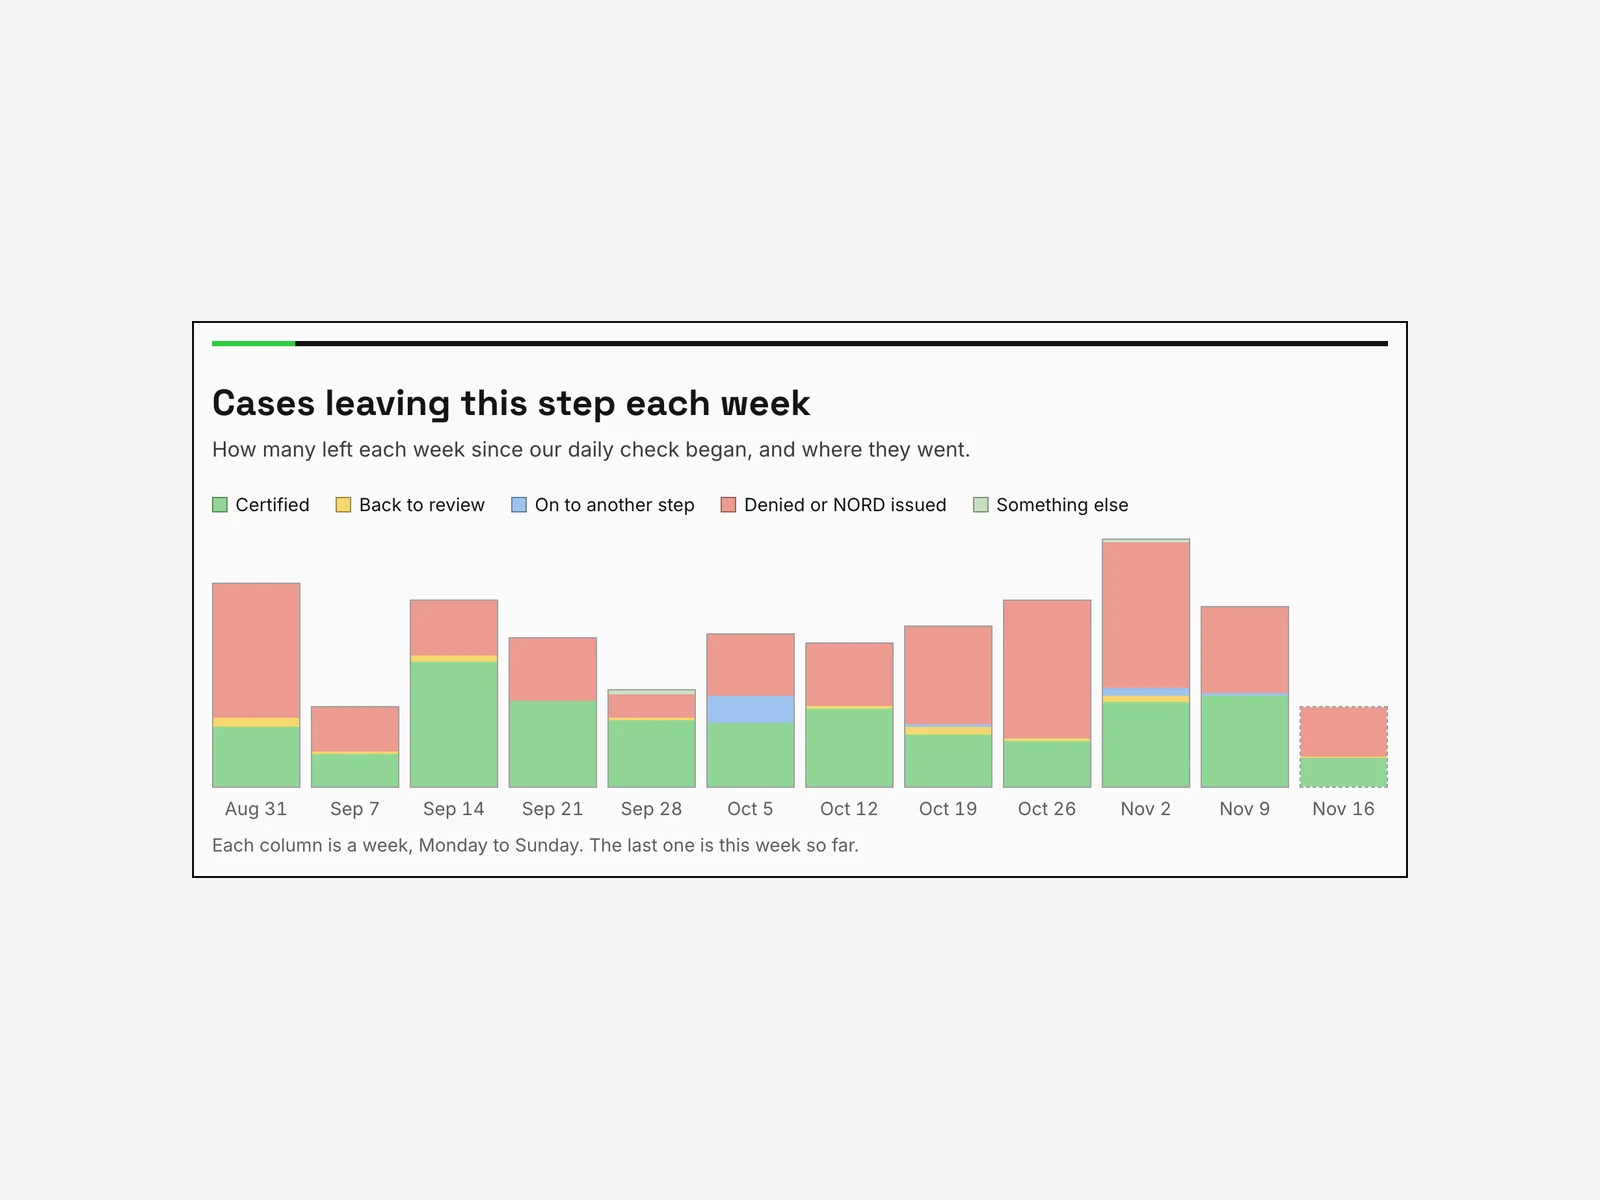 Cases leaving this step each week
How many left each week since our daily check began, and where they went.
Certified Back to review On to another step Denied or NORD issued Something else
Aug 31 Sep 7 Sep 14 Sep 21 Sep 28 Oct 5 Oct 12 Oct 19 Oct 26 Nov 2 Nov 9 Nov 16
Each column is a week, Monday to Sunday. The last one is this week so far.